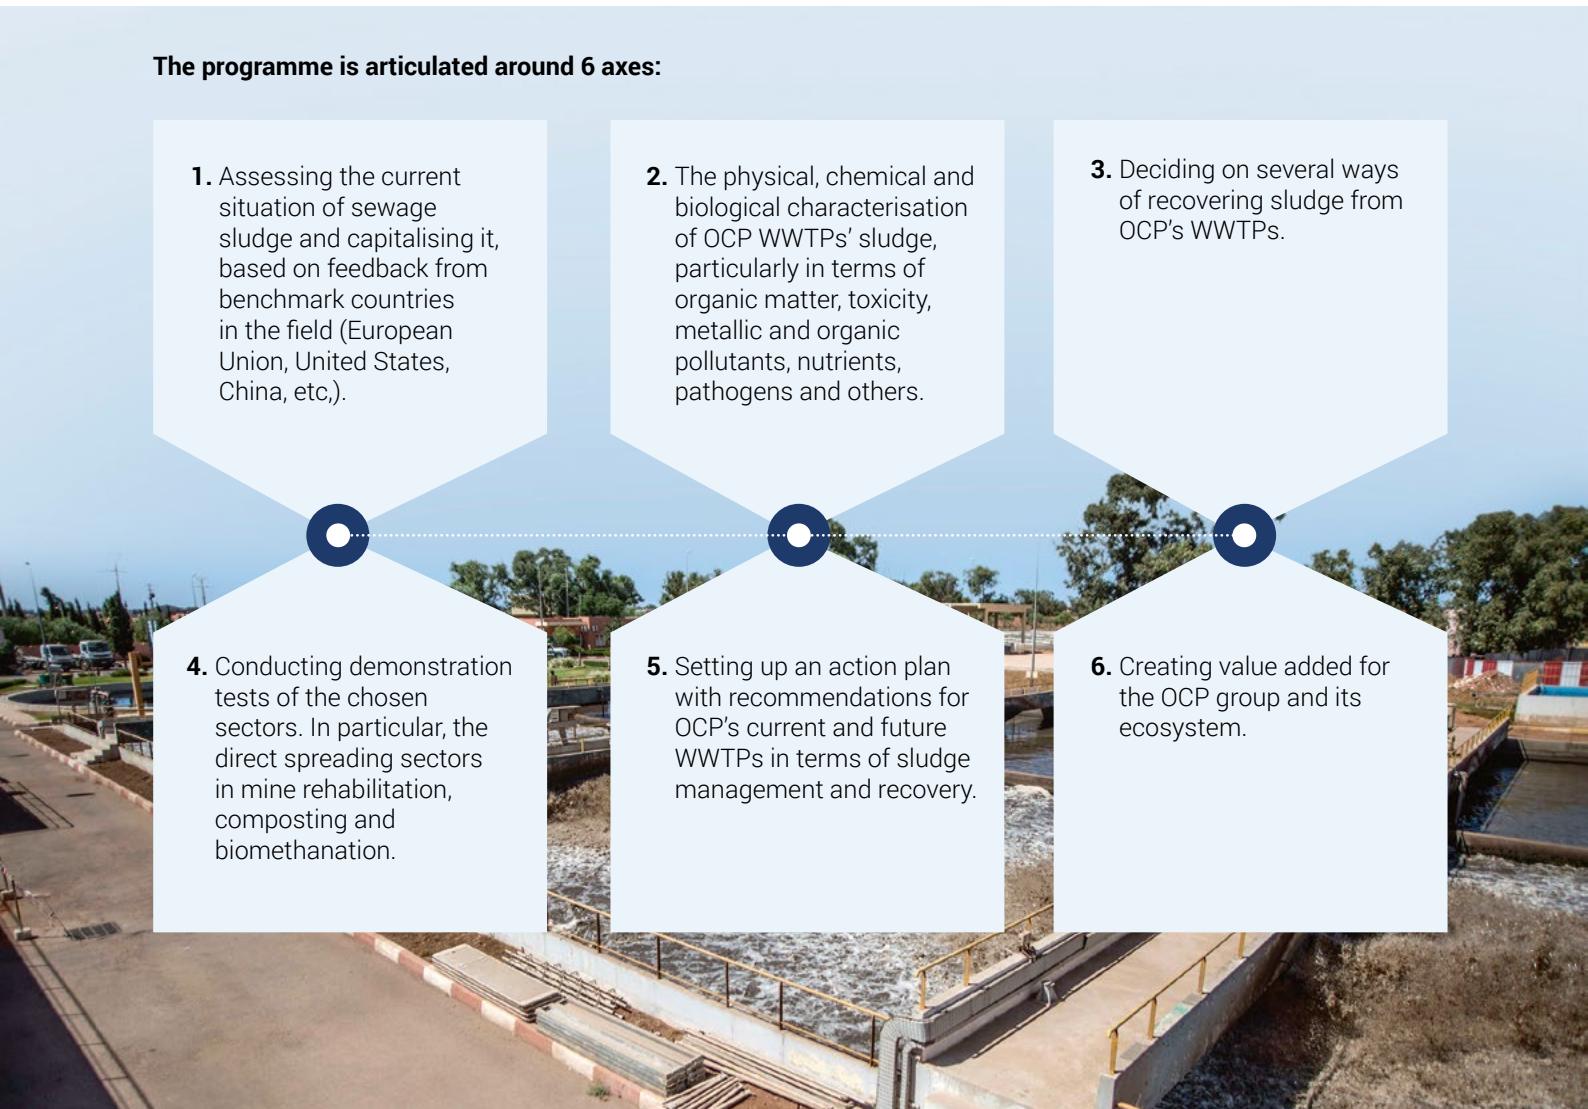 The programme is articulated around 6 axes:
1. Assessing the current
situation of sewage
sludge and capitalising it,
based on feedback from
benchmark countries
in the field (European
Union, United States,
China, etc,).
2. The physical, chemical and
biological characterisation
of OCP WWTPs’ sludge,
particularly in terms of
organic matter, toxicity,
metallic and organic
pollutants, nutrients,
pathogens and others.
3. Deciding on several ways
of recovering sludge from
OCP’s WWTPs.
4. Conducting demonstration
tests of the chosen
sectors. In particular, the
direct spreading sectors
in mine rehabilitation,
composting and
biomethanation.
5. Setting up an action plan
with recommendations for
OCP’s current and future
WWTPs in terms of sludge
management and recovery.
6. Creating value added for
the OCP group and its
ecosystem.